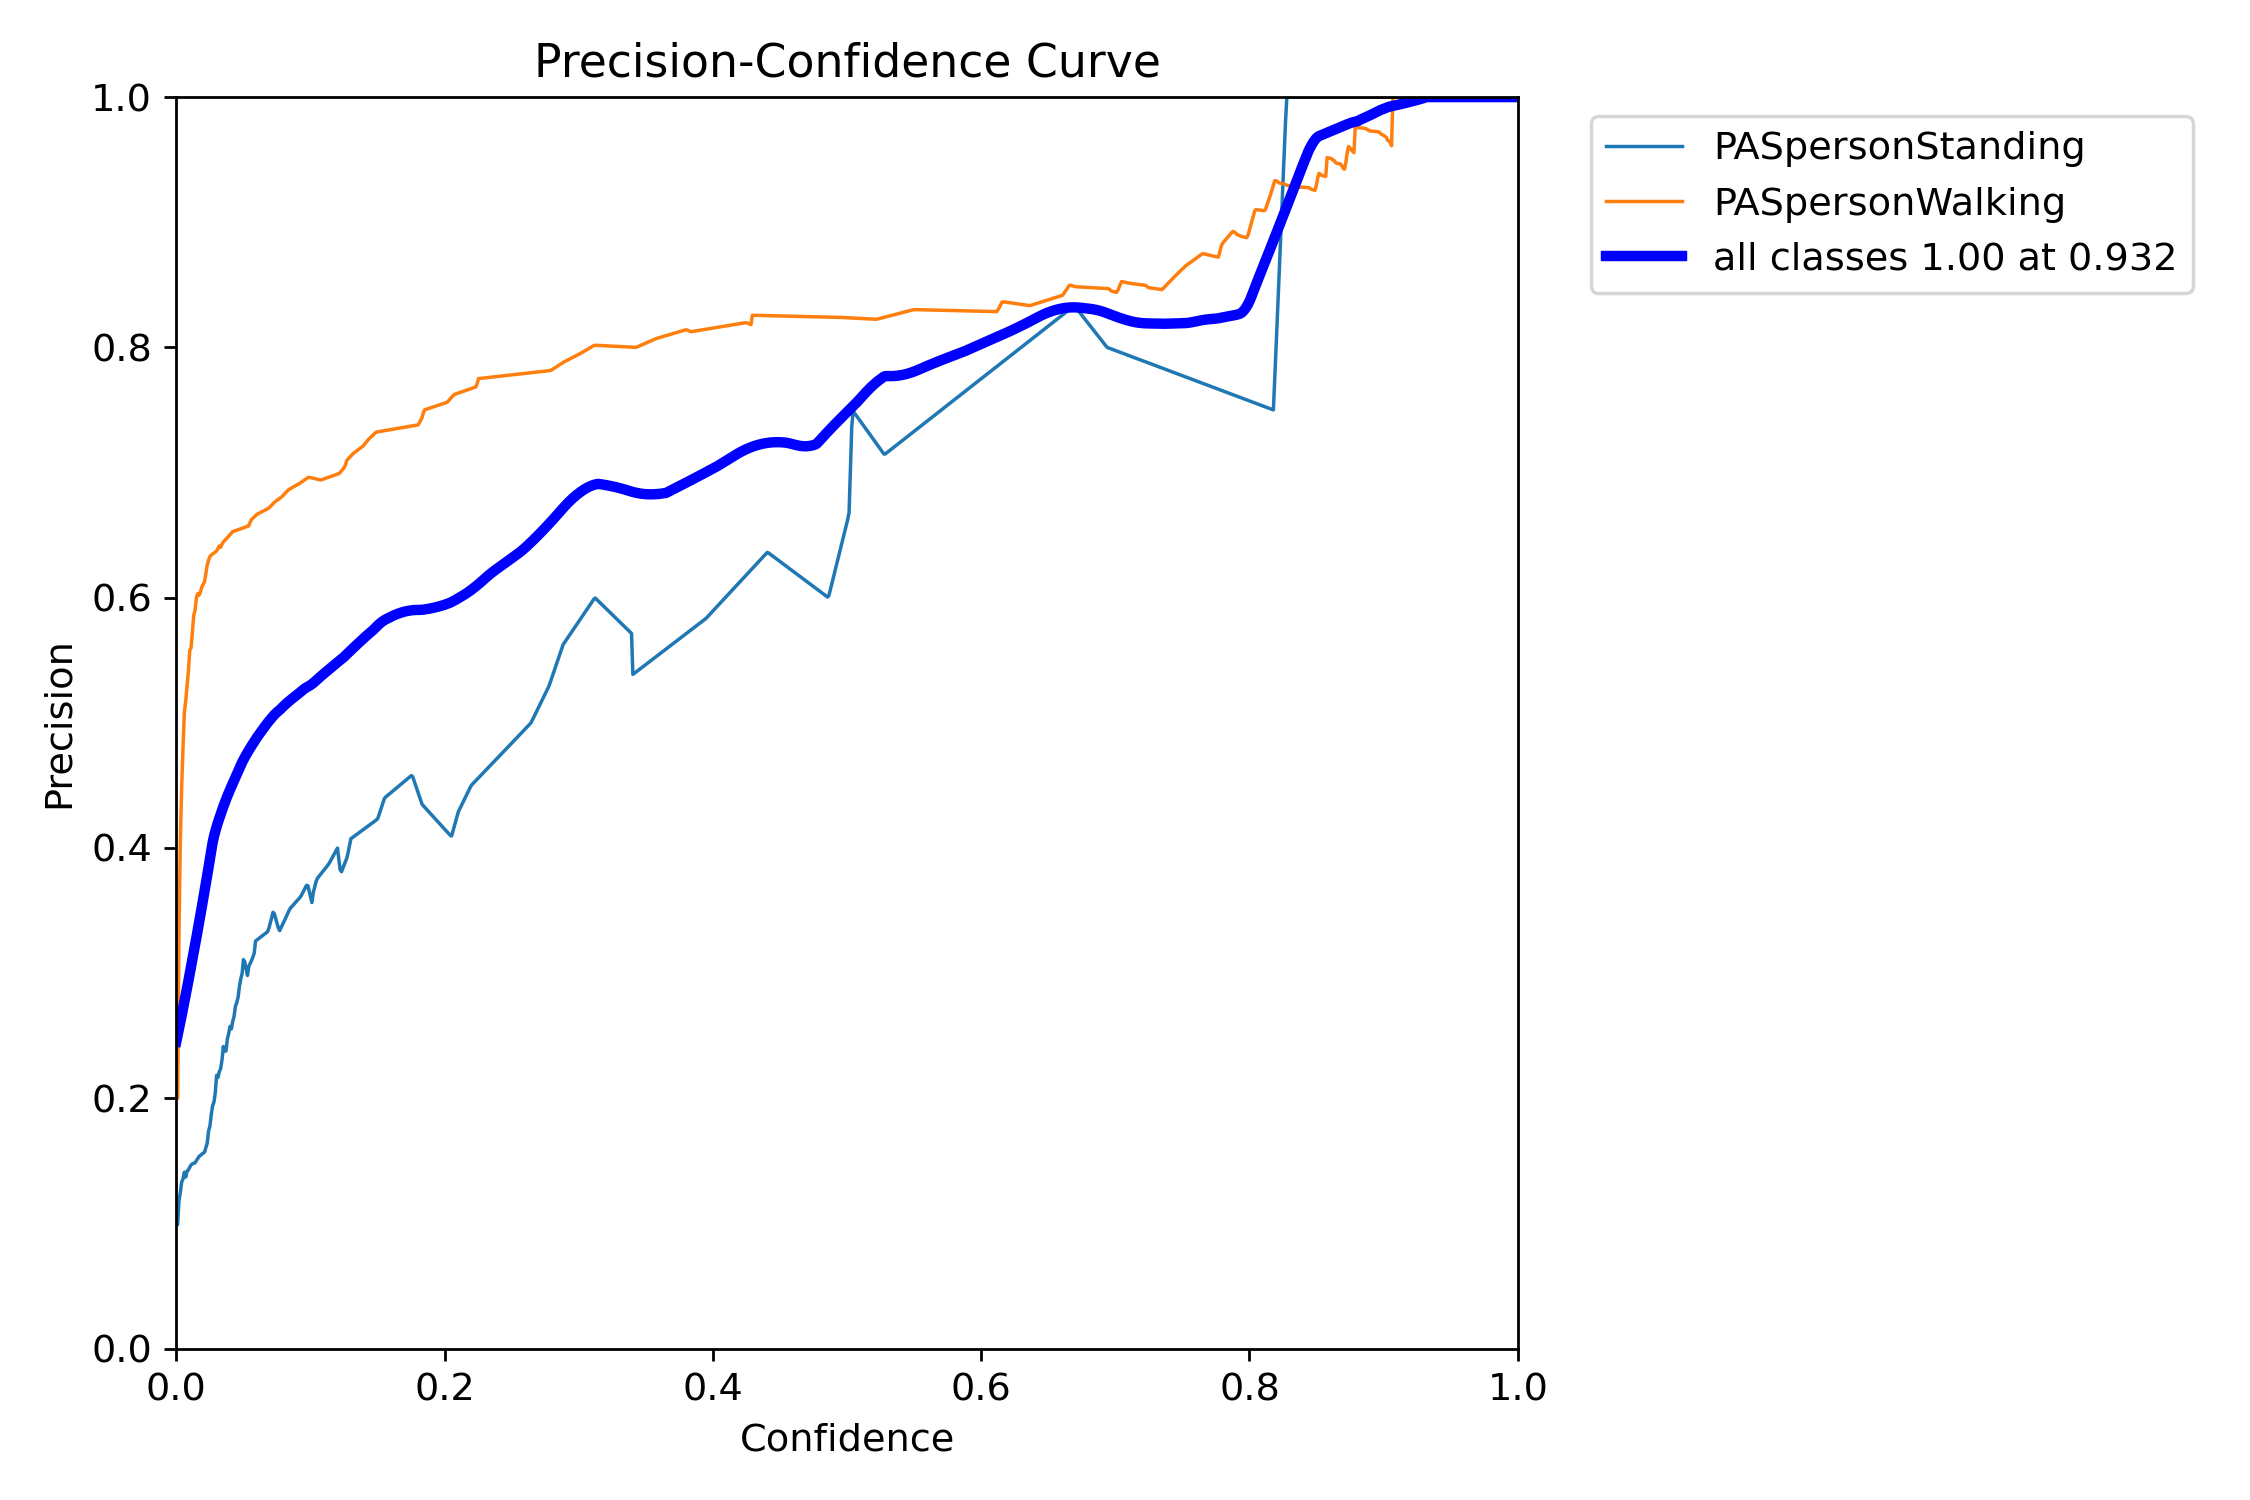 Precision-Confidence Curve
1.0
0.8
0.6
0.4
0.2
0.0
Precision
0.0 0.2 0.4 0.6 0.8 1.0
Confidence
PASpersonStanding
PASpersonWalking
all classes 1.00 at 0.932